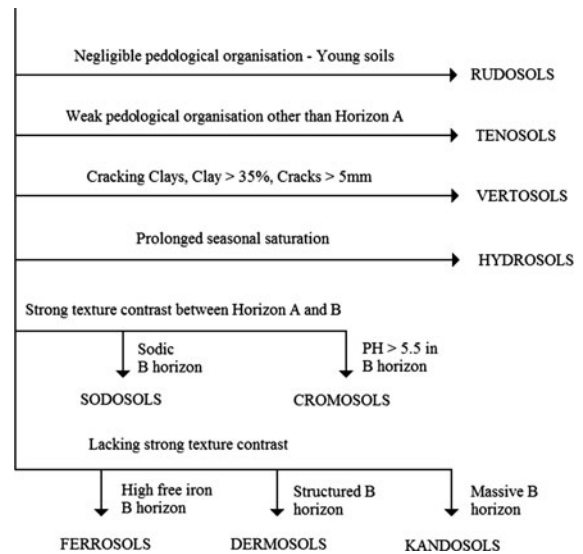 Negligible pedological organisation - Young soils
RUDOSOLS
Weak pedological organisation other than Horizon A
TENOSOLS
Cracking Clays, Clay > 35%, Cracks > 5mm
VERTOSOLS
Prolonged seasonal saturation
HYDROSOLS
Strong texture contrast between Horizon A and B
Sodic
B horizon
PH > 5.5 in
B horizon
SODOSOLS
CROMOSOLS
Lacking strong texture contrast
High free iron
B horizon
Structured B
horizon
Massive B
horizon
FERROSOLS
DERMOSOLS
KANDOSOLS